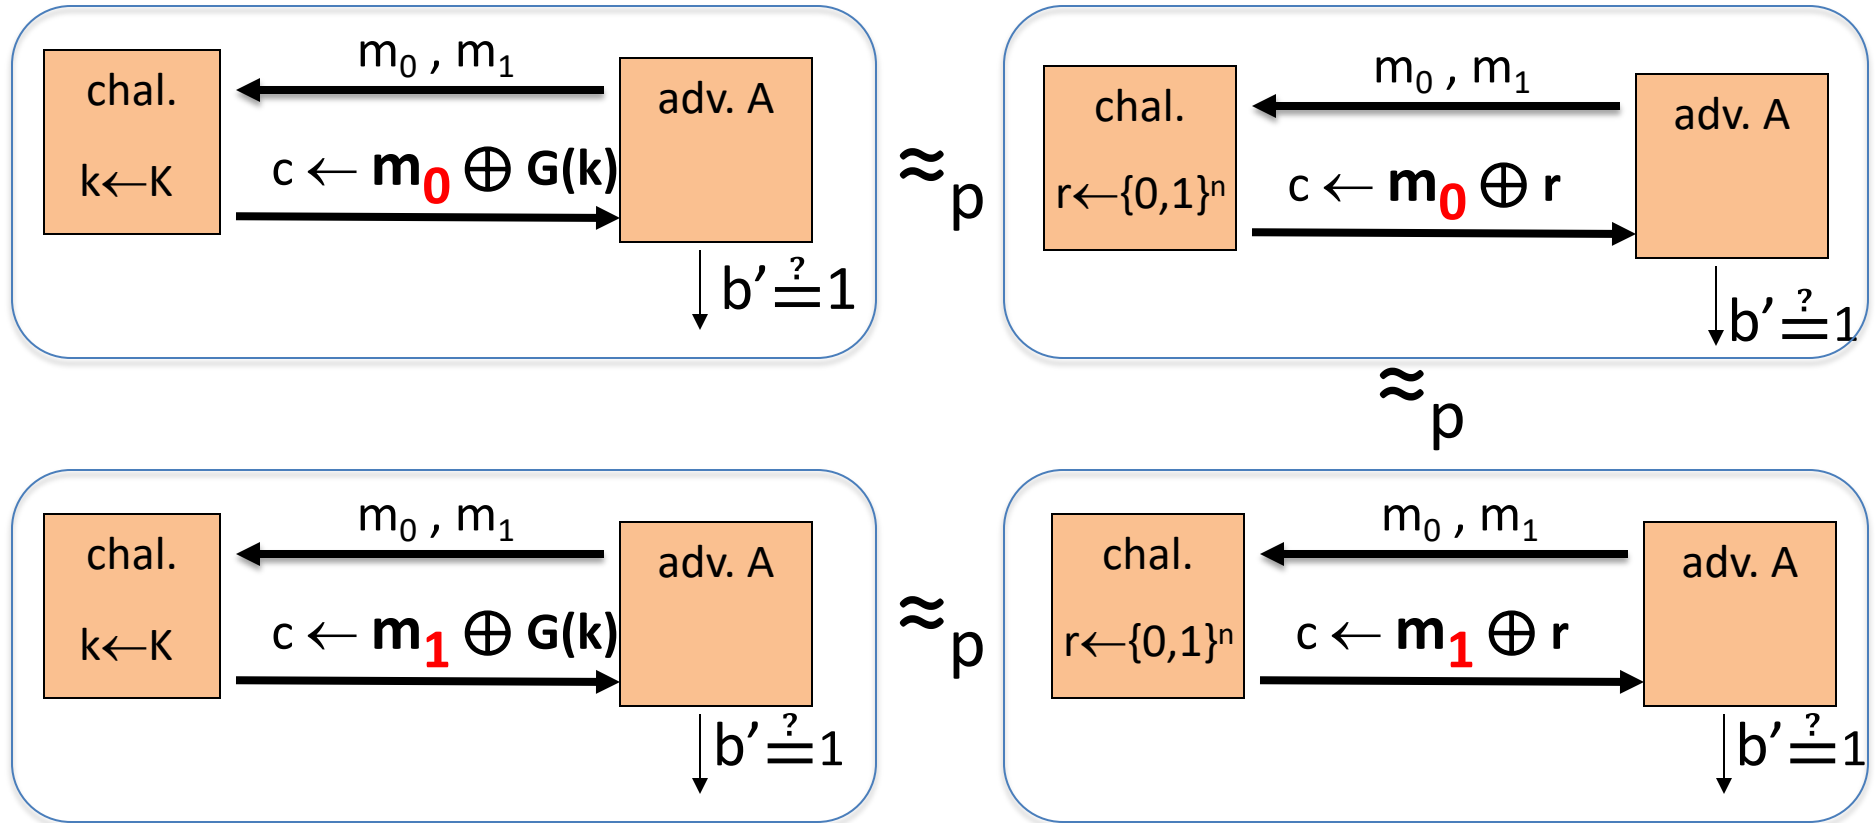 m₀ , m₁
chal.
adv. A
k←K
c ← m₀ ⊕ G(k)
b′ ≟ 1
≈p
m₀ , m₁
chal.
adv. A
r←{0,1}ⁿ
c ← m₀ ⊕ r
b′ ≟ 1
≈p
m₀ , m₁
chal.
adv. A
k←K
c ← m₁ ⊕ G(k)
b′ ≟ 1
≈p
m₀ , m₁
chal.
adv. A
r←{0,1}ⁿ
c ← m₁ ⊕ r
b′ ≟ 1